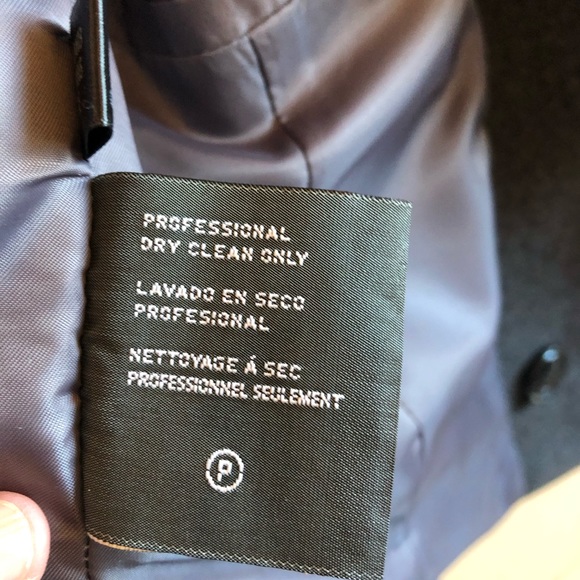 PROFESSIONAL
DRY CLEAN ONLY
LAVADO EN SECO
PROFESIONAL
NETTOYAGE Á SEC
PROFESSIONNEL SEULEMENT
P